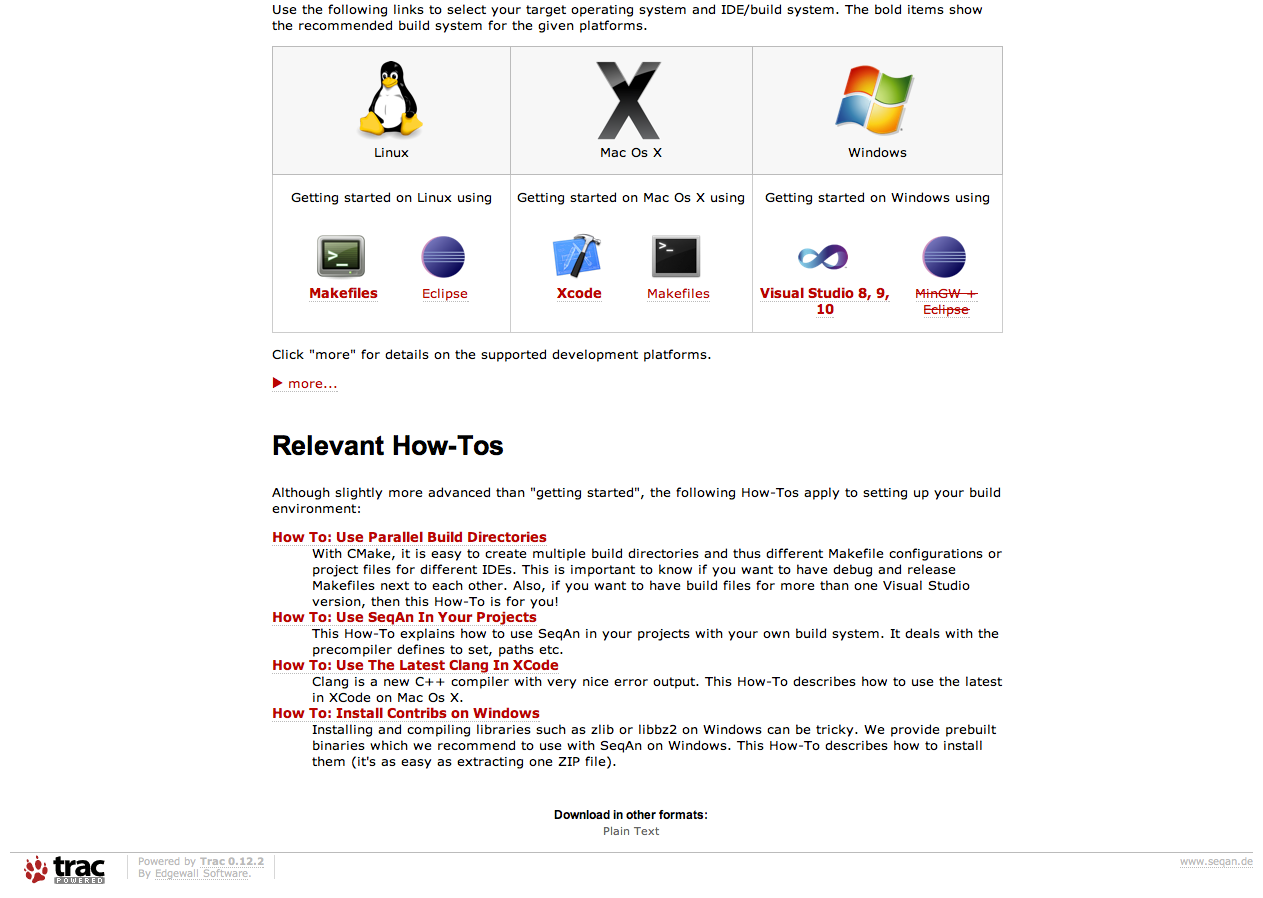 Use the following links to select your target operating system and IDE/build system. The bold items show
the recommended build system for the given platforms.
Linux
Mac Os X
Windows
Getting started on Linux using
Getting started on Mac Os X using
Getting started on Windows using
>_
>_
Makefiles
Eclipse
Xcode
Makefiles
Visual Studio 8, 9,
10
MinGW +
Eclipse
Click "more" for details on the supported development platforms.
more...
Relevant How-Tos
Although slightly more advanced than "getting started", the following How-Tos apply to setting up your build
environment:
How To: Use Parallel Build Directories
With CMake, it is easy to create multiple build directories and thus different Makefile configurations or
project files for different IDEs. This is important to know if you want to have debug and release
Makefiles next to each other. Also, if you want to have build files for more than one Visual Studio
version, then this How-To is for you!
How To: Use SeqAn In Your Projects
This How-To explains how to use SeqAn in your projects with your own build system. It deals with the
precompiler defines to set, paths etc.
How To: Use The Latest Clang In XCode
Clang is a new C++ compiler with very nice error output. This How-To describes how to use the latest
in XCode on Mac Os X.
How To: Install Contribs on Windows
Installing and compiling libraries such as zlib or libbz2 on Windows can be tricky. We provide prebuilt
binaries which we recommend to use with SeqAn on Windows. This How-To describes how to install
them (it's as easy as extracting one ZIP file).
Download in other formats:
Plain Text
trac
POWERED
Powered by Trac 0.12.2
By Edgewall Software.
www.seqan.de